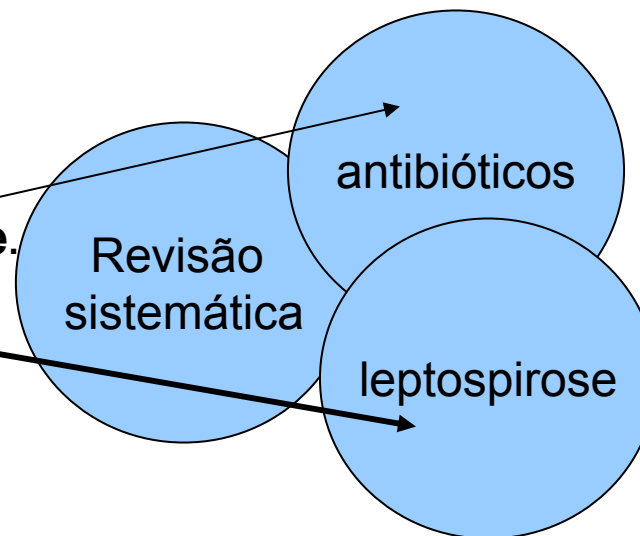 antibióticos
e.
Revisão
sistemática
leptospirose